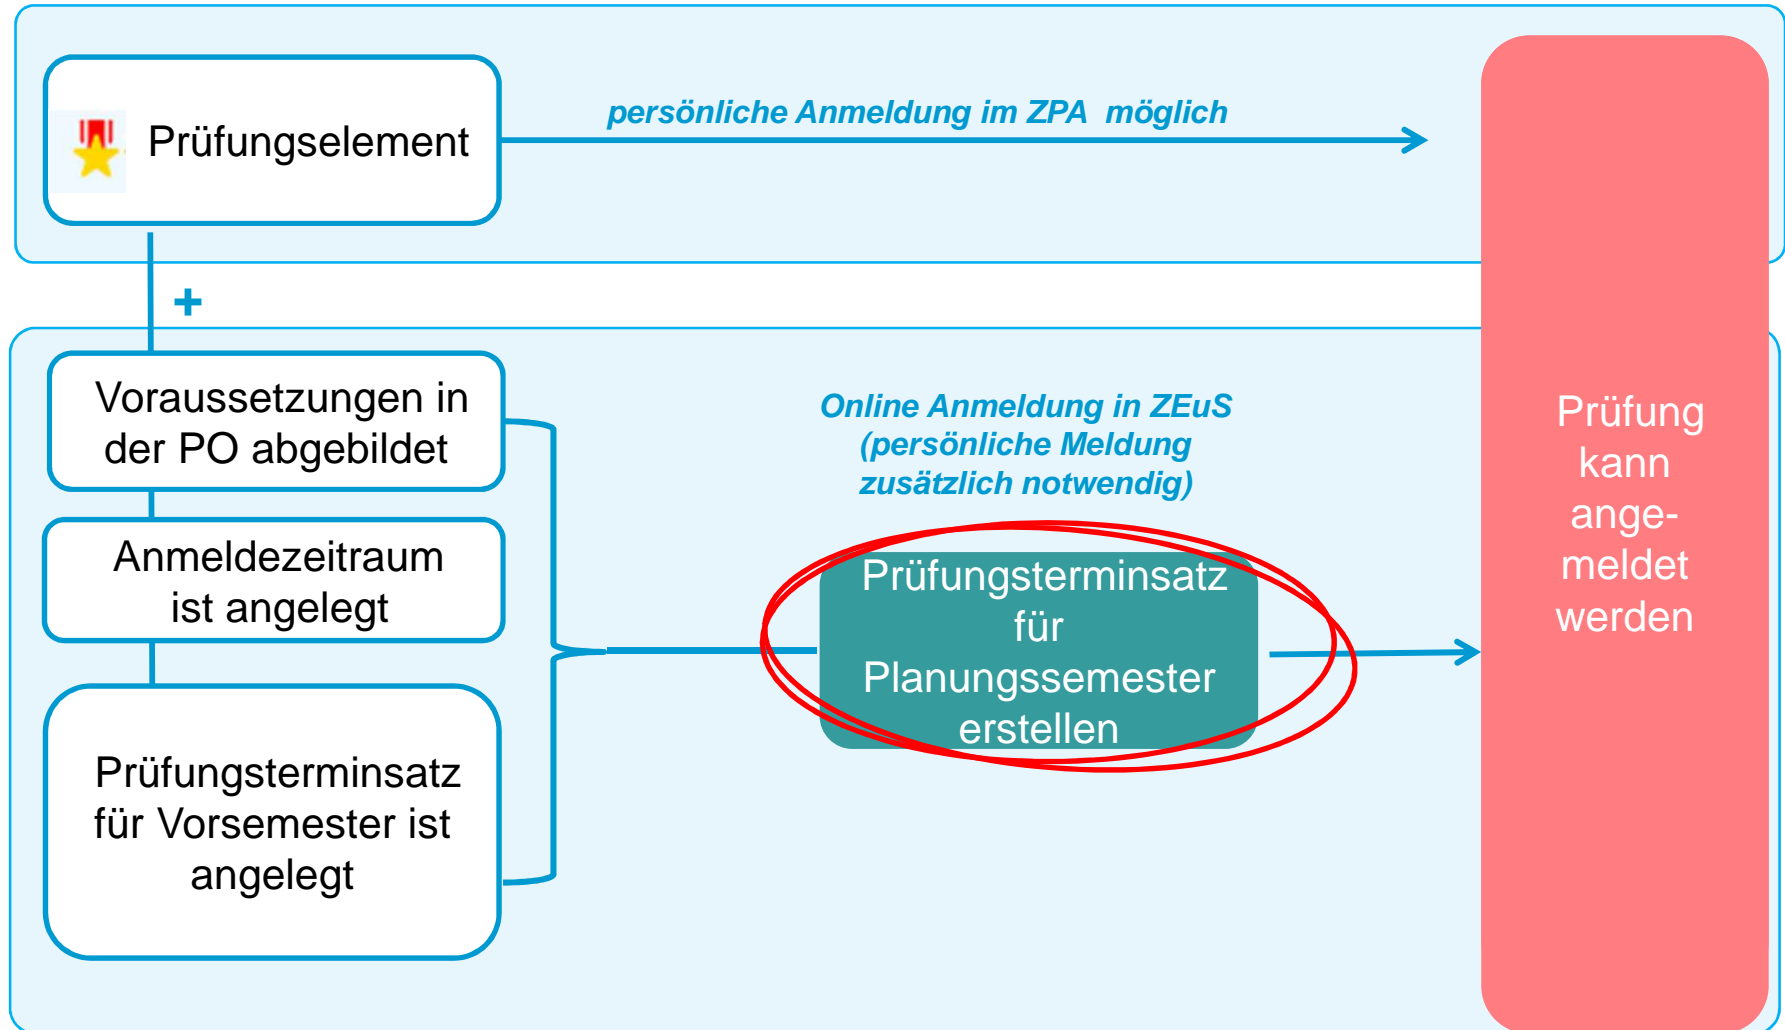 persönliche Anmeldung im ZPA möglich
Prüfungselement
+
Voraussetzungen in
der PO abgebildet
Anmeldezeitraum
ist angelegt
Prüfungsterminsatz
für Vorsemester ist
angelegt
Online Anmeldung in ZEuS
(persönliche Meldung
zusätzlich notwendig)
Prüfungsterminsatz
für
Planungssemester
erstellen
Prüfung
kann
ange-
meldet
werden